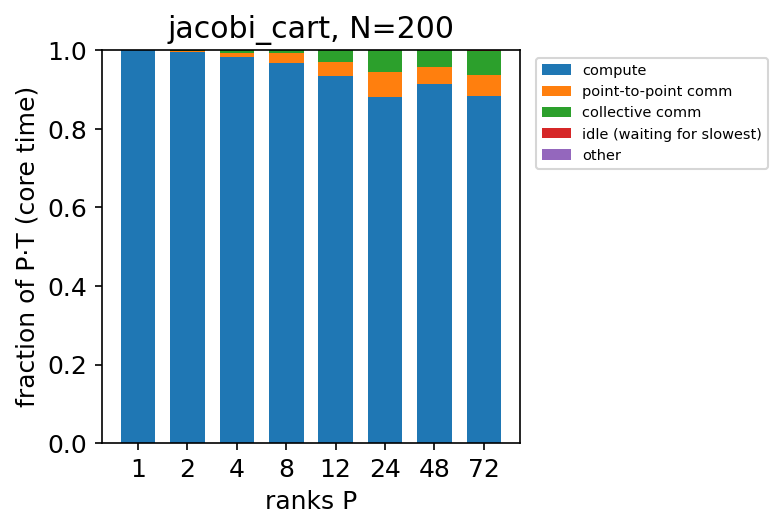 jacobi_cart, N=200
1.0
0.8
0.6
0.4
0.2
0.0
fraction of P·T (core time)
1 2 4 8 12 24 48 72
ranks P
compute
point-to-point comm
collective comm
idle (waiting for slowest)
other